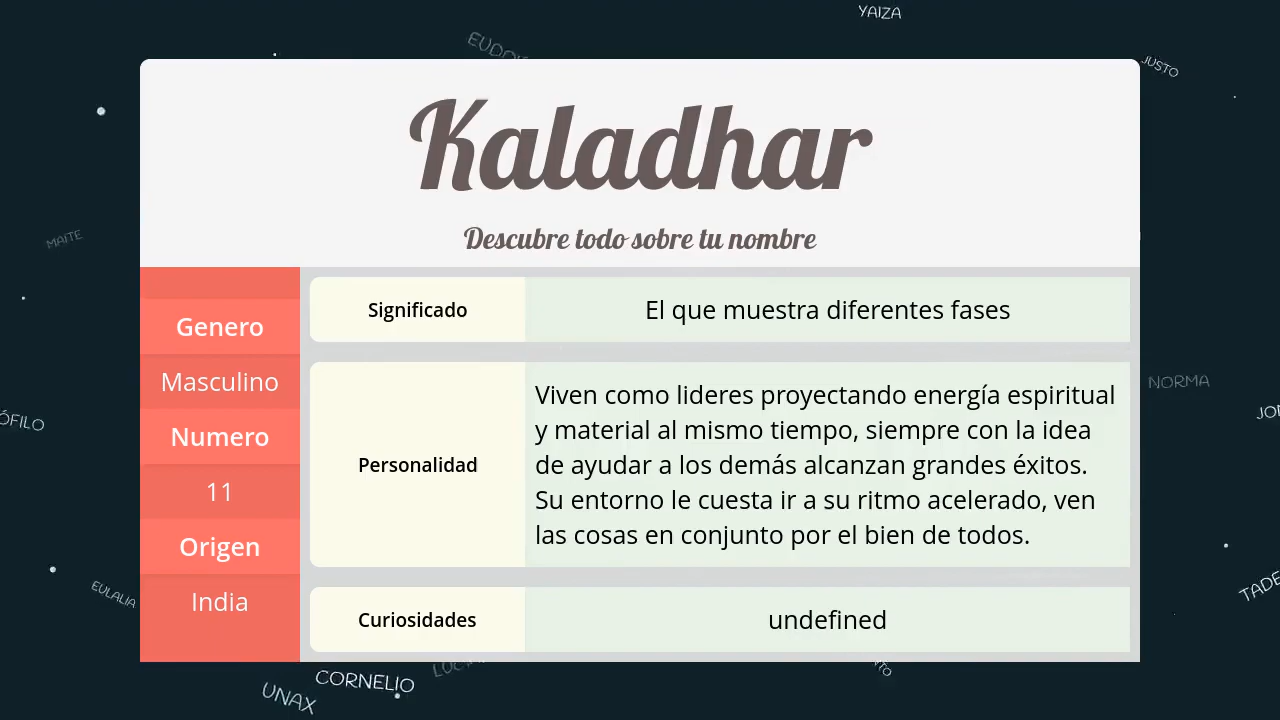 YAIZA
JUSTO
Kaladhar
Descubre todo sobre tu nombre
MAITE
Genero
Masculino
Numero
11
Origen
India
Significado
El que muestra diferentes fases
Personalidad
Viven como lideres proyectando energía espiritual
y material al mismo tiempo, siempre con la idea
de ayudar a los demás alcanzan grandes éxitos.
Su entorno le cuesta ir a su ritmo acelerado, ven
las cosas en conjunto por el bien de todos.
Curiosidades
undefined
NORMA
EULALIA
CORNELIO
UNAX